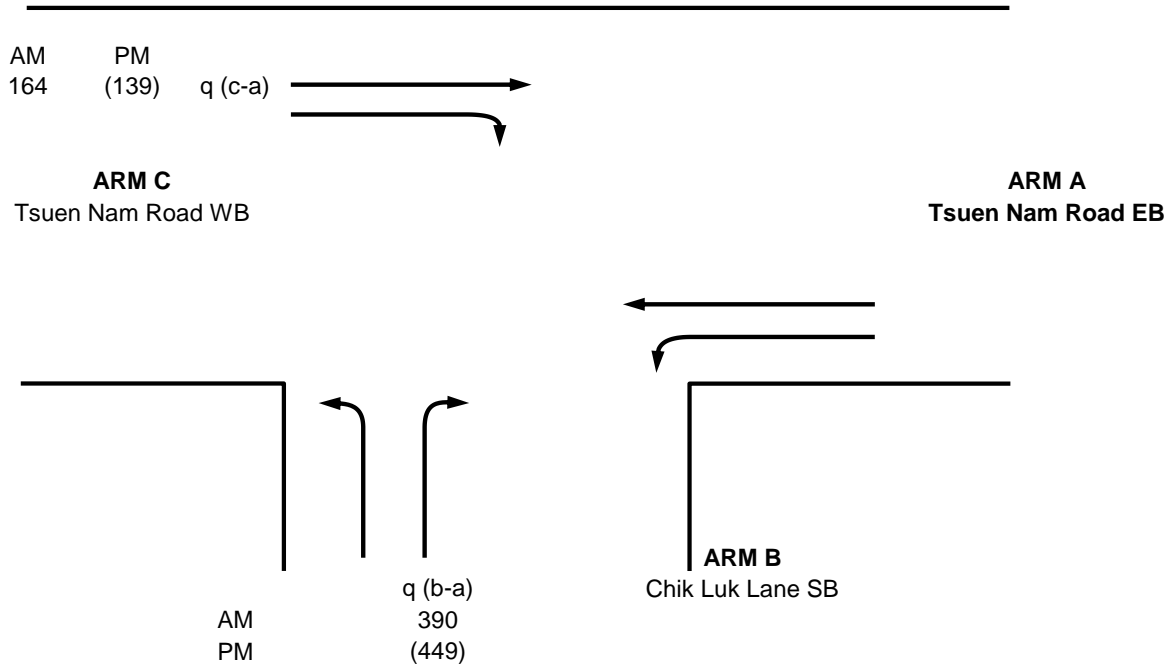 AM PM
164 (139) q (c-a)
ARM C
Tsuen Nam Road WB
ARM A
Tsuen Nam Road EB
ARM B
Chik Luk Lane SB
q (b-a)
AM 390
PM (449)